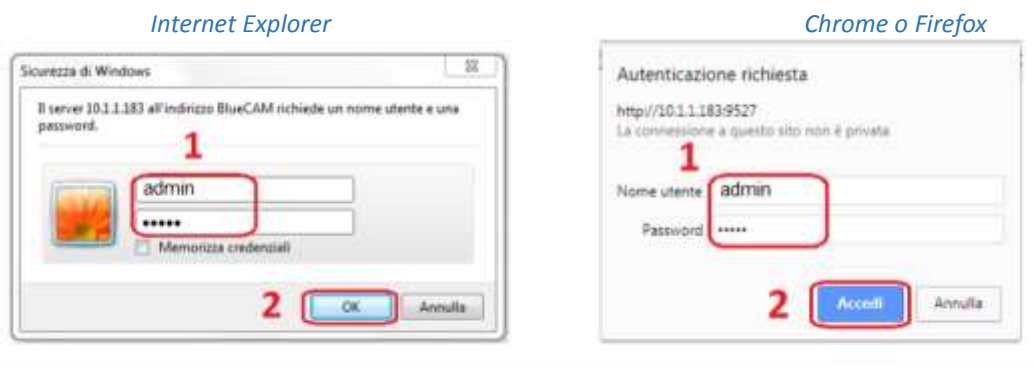 Internet Explorer
Sicurezza di Windows
Il server 10.1.1.183 all'indirizzo BlueCAM richiede un nome utente e una
password.
1
admin
•••••
Memorizza credenziali
2
OK
Annulla
Chrome o Firefox
Autenticazione richiesta
http://10.1.1.183:9527
La connessione a questo sito non è privata
1
Nome utente admin
Password •••••
2
Accedi
Annulla